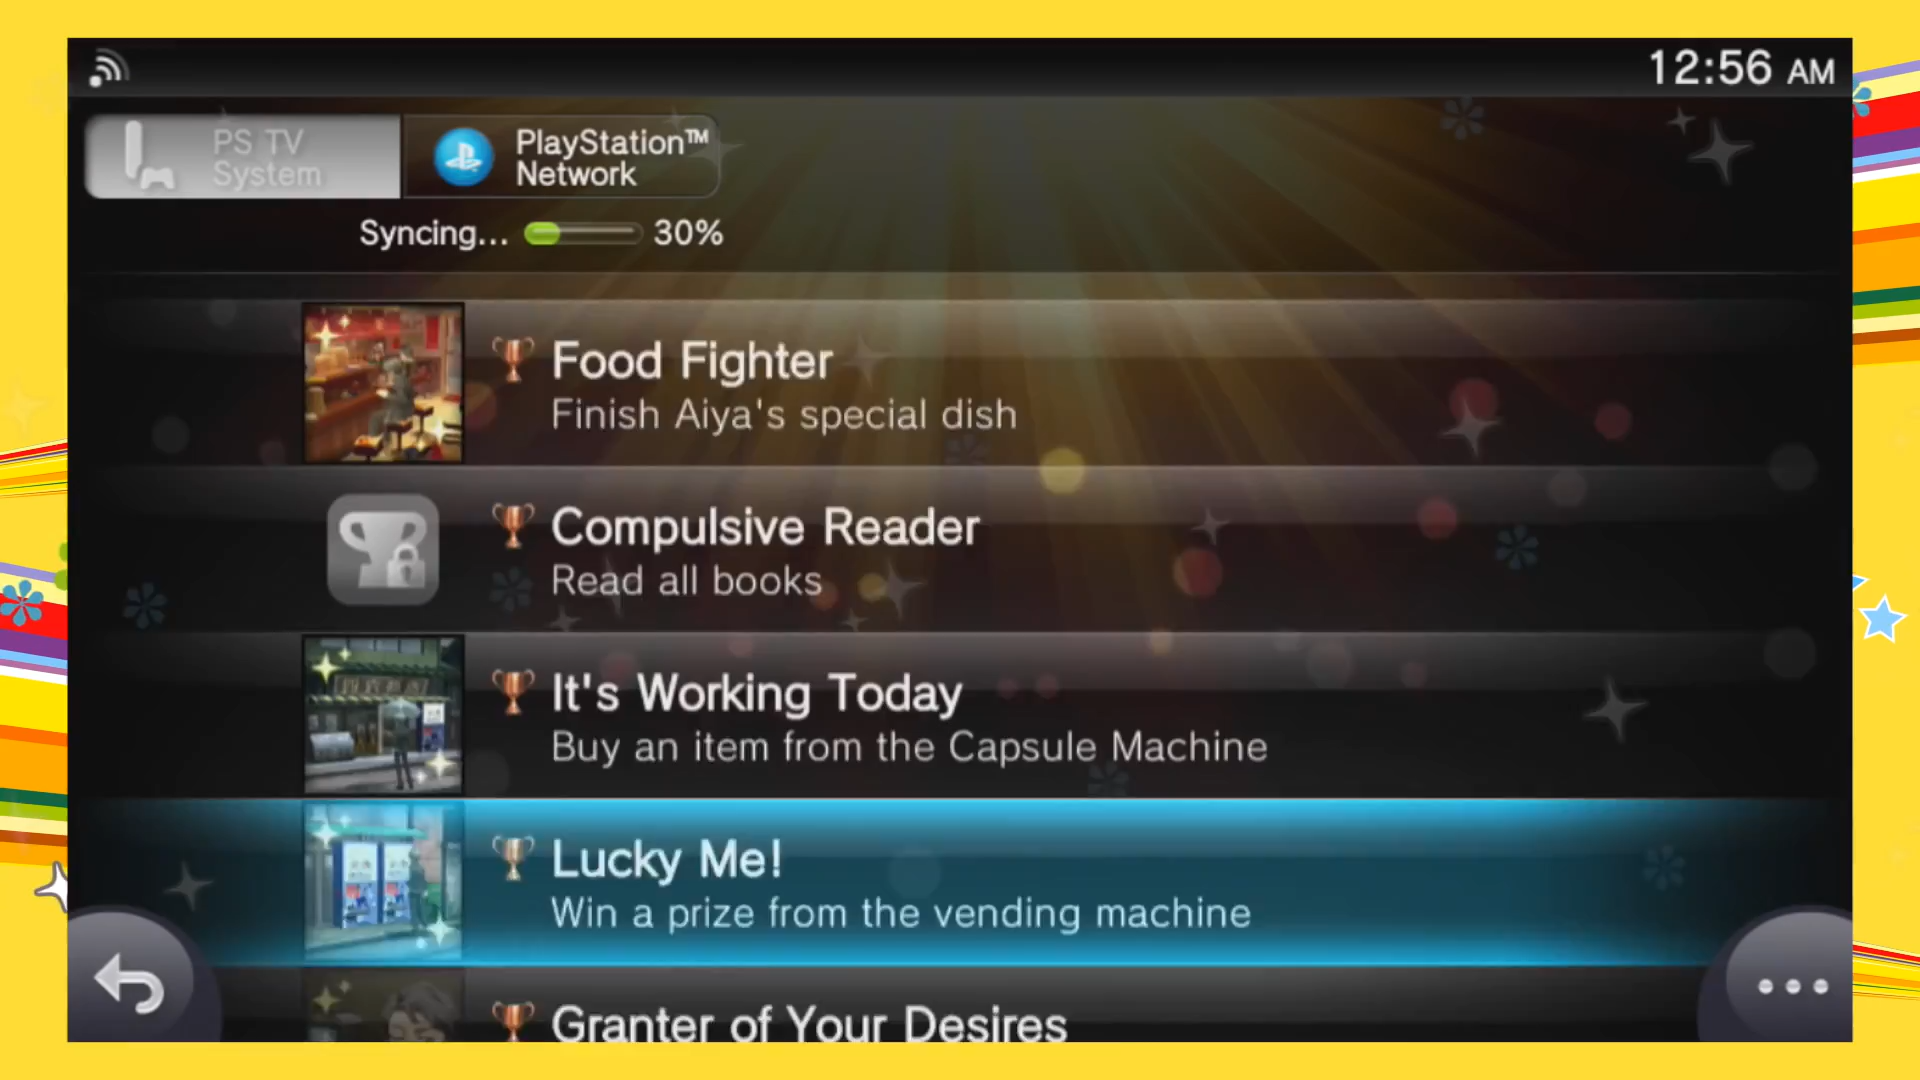 12:56 AM
PS TV
System
PlayStation™
Network
Syncing... 30%
Food Fighter
Finish Aiya's special dish
Compulsive Reader
Read all books
It's Working Today
Buy an item from the Capsule Machine
Lucky Me!
Win a prize from the vending machine
Granter of Your Desires